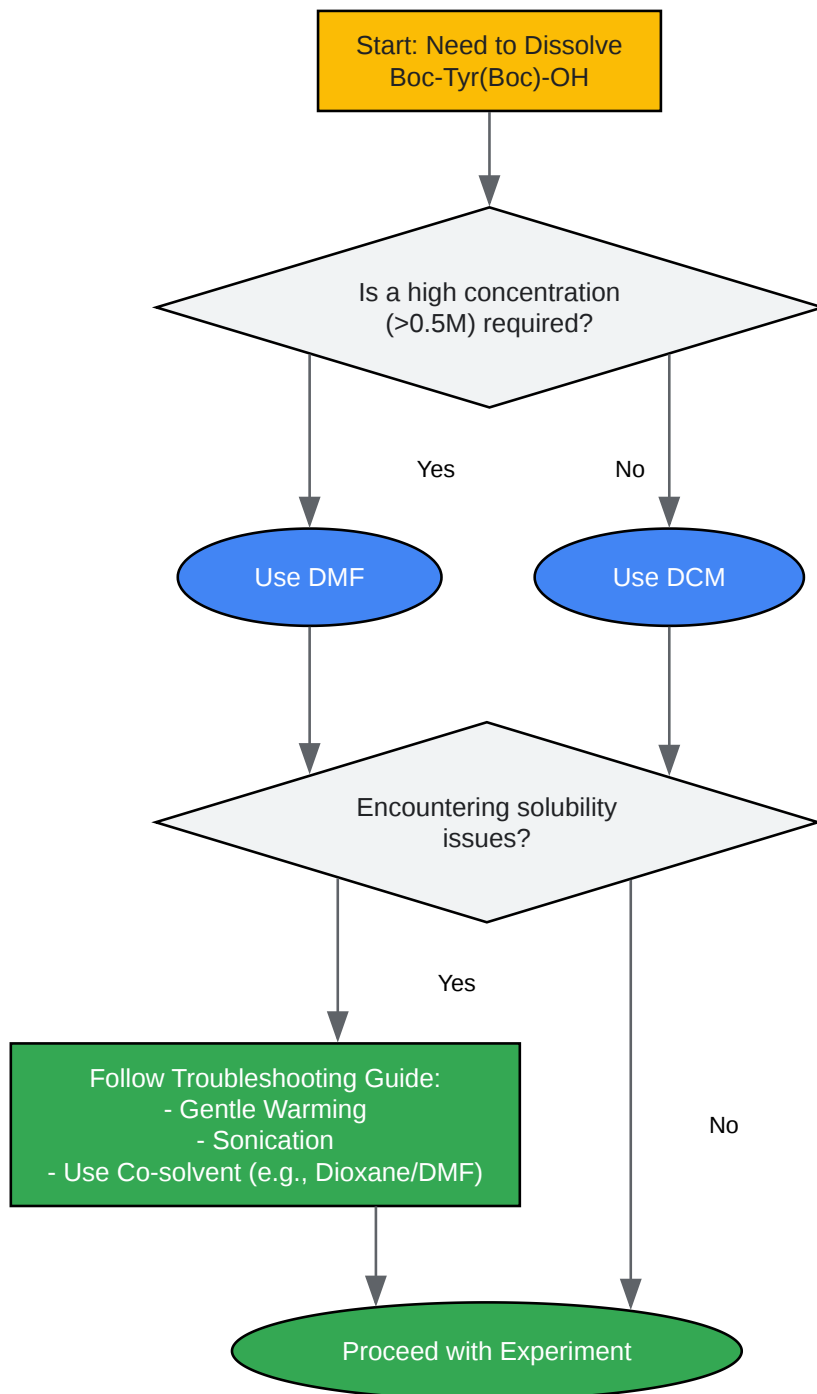 Start: Need to Dissolve
Boc-Tyr(Boc)-OH
Is a high concentration
(>0.5M) required?
Yes
No
Use DMF
Use DCM
Encountering solubility
issues?
Yes
Follow Troubleshooting Guide:
- Gentle Warming
- Sonication
- Use Co-solvent (e.g., Dioxane/DMF)
No
Proceed with Experiment